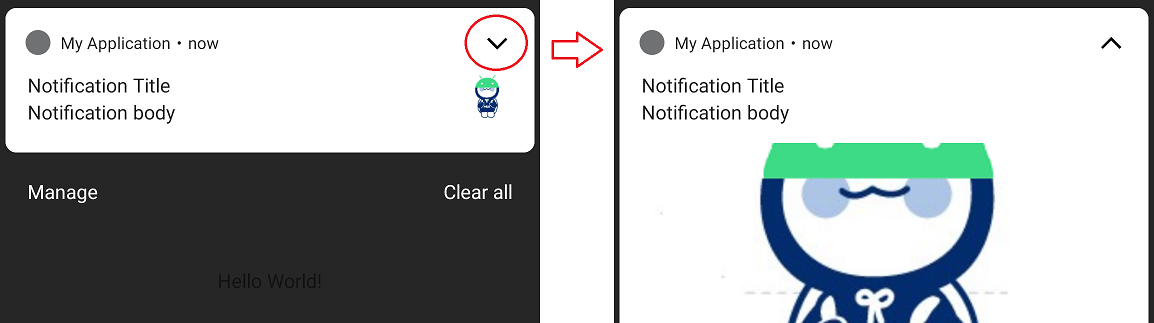 My Application • now
Notification Title
Notification body
Manage
Clear all
Hello World!
My Application • now
Notification Title
Notification body